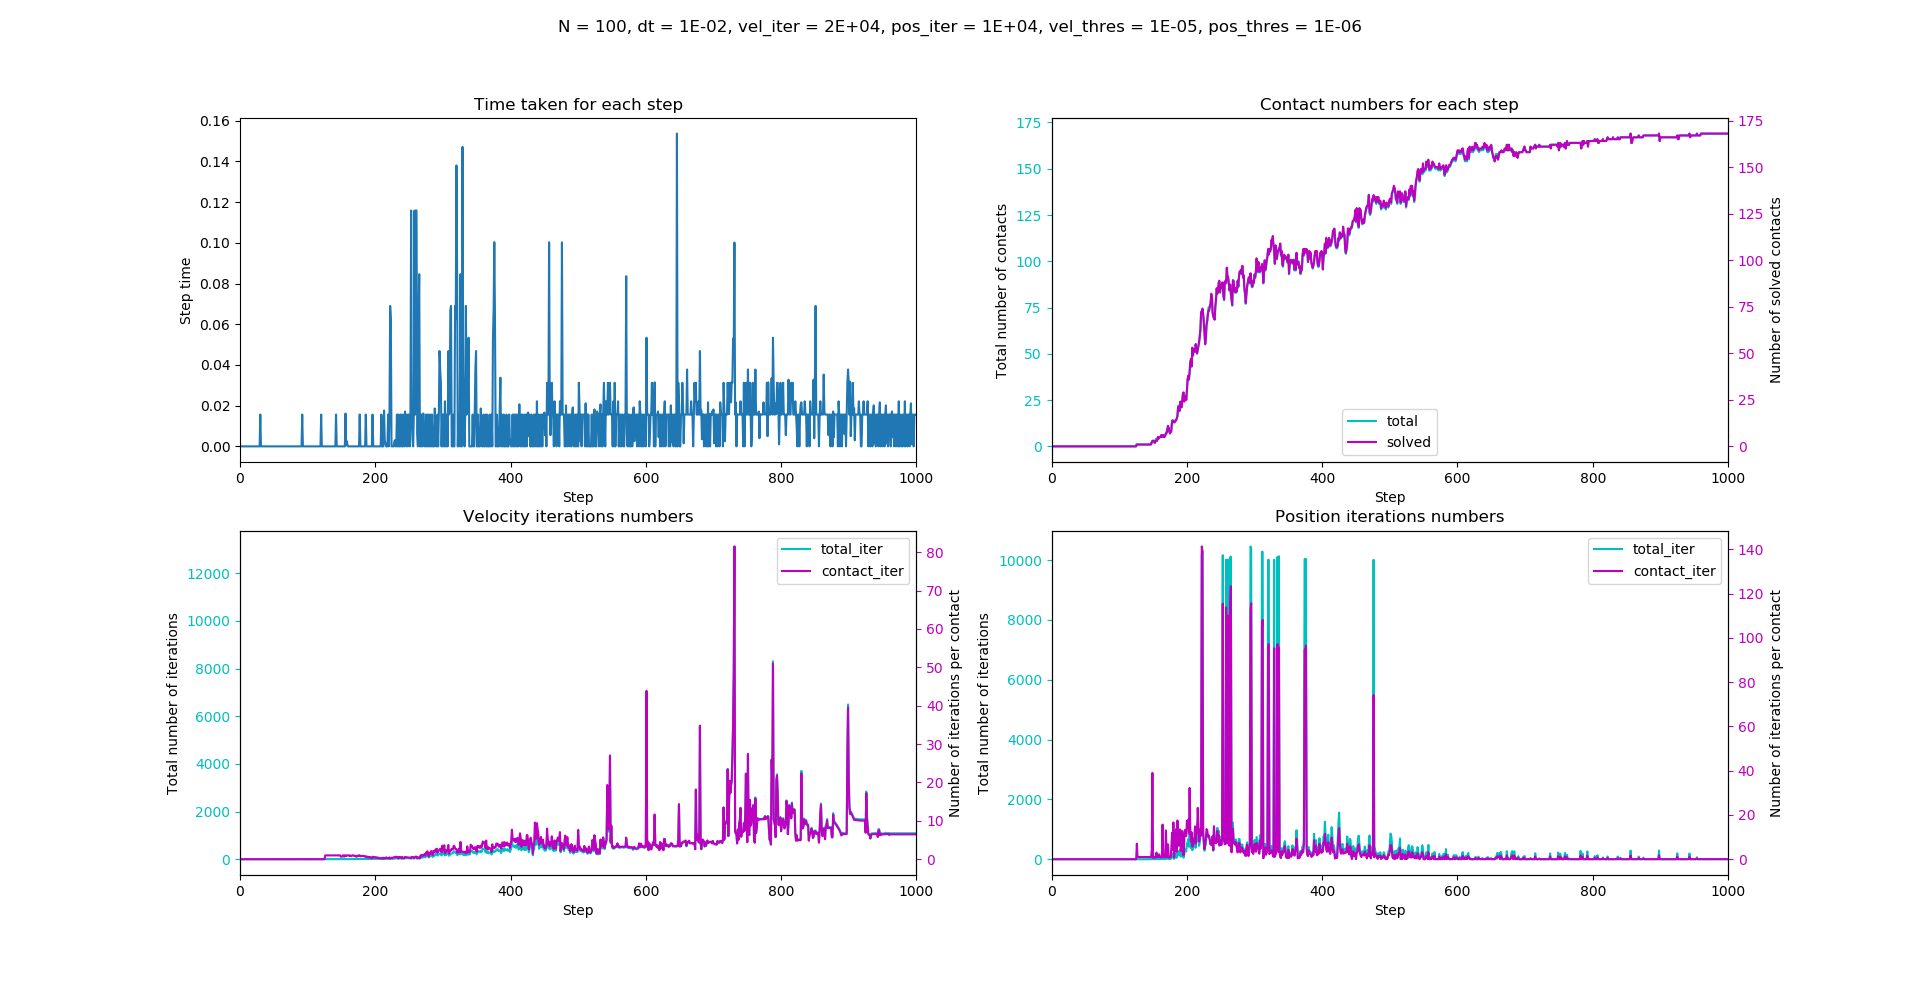 N = 100, dt = 1E-02, vel_iter = 2E+04, pos_iter = 1E+04, vel_thres = 1E-05, pos_thres = 1E-06
Time taken for each step
0.16
0.14
0.12
0.10
0.08
0.06
0.04
0.02
0.00
Step time
0 200 400 600 800 1000
Step
Contact numbers for each step
175
150
125
100
75
50
25
0
Total number of contacts
175
150
125
100
75
50
25
0
Number of solved contacts
total
solved
0 200 400 600 800 1000
Step
Velocity iterations numbers
12000
10000
8000
6000
4000
2000
0
Total number of iterations
80
70
60
50
40
30
20
10
0
Number of iterations per contact
total_iter
contact_iter
0 200 400 600 800 1000
Step
Position iterations numbers
10000
8000
6000
4000
2000
0
Total number of iterations
140
120
100
80
60
40
20
0
Number of iterations per contact
total_iter
contact_iter
0 200 400 600 800 1000
Step